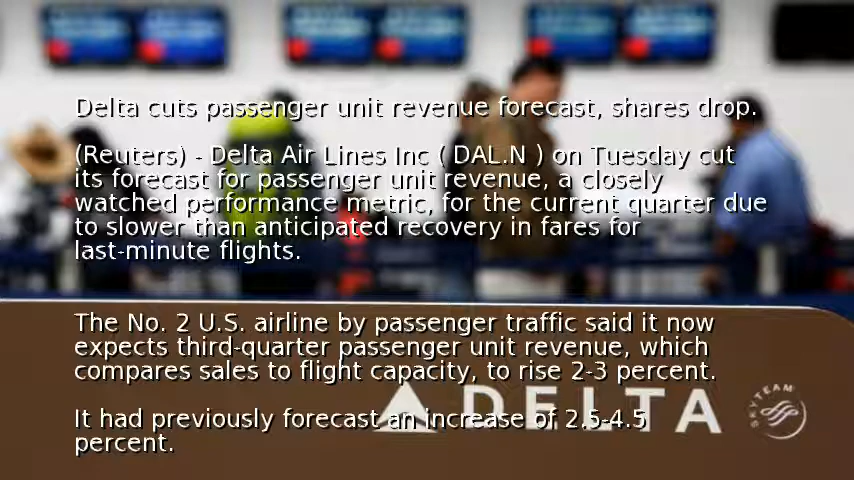 Delta cuts passenger unit revenue forecast, shares drop.
(Reuters) - Delta Air Lines Inc ( DAL.N ) on Tuesday cut
its forecast for passenger unit revenue, a closely
watched performance metric, for the current quarter due
to slower than anticipated recovery in fares for
last-minute flights.
The No. 2 U.S. airline by passenger traffic said it now
expects third-quarter passenger unit revenue, which
compares sales to flight capacity, to rise 2-3 percent.
It had previously forecast an increase of 2.5-4.5
percent.
DELTA
SKYTEAM